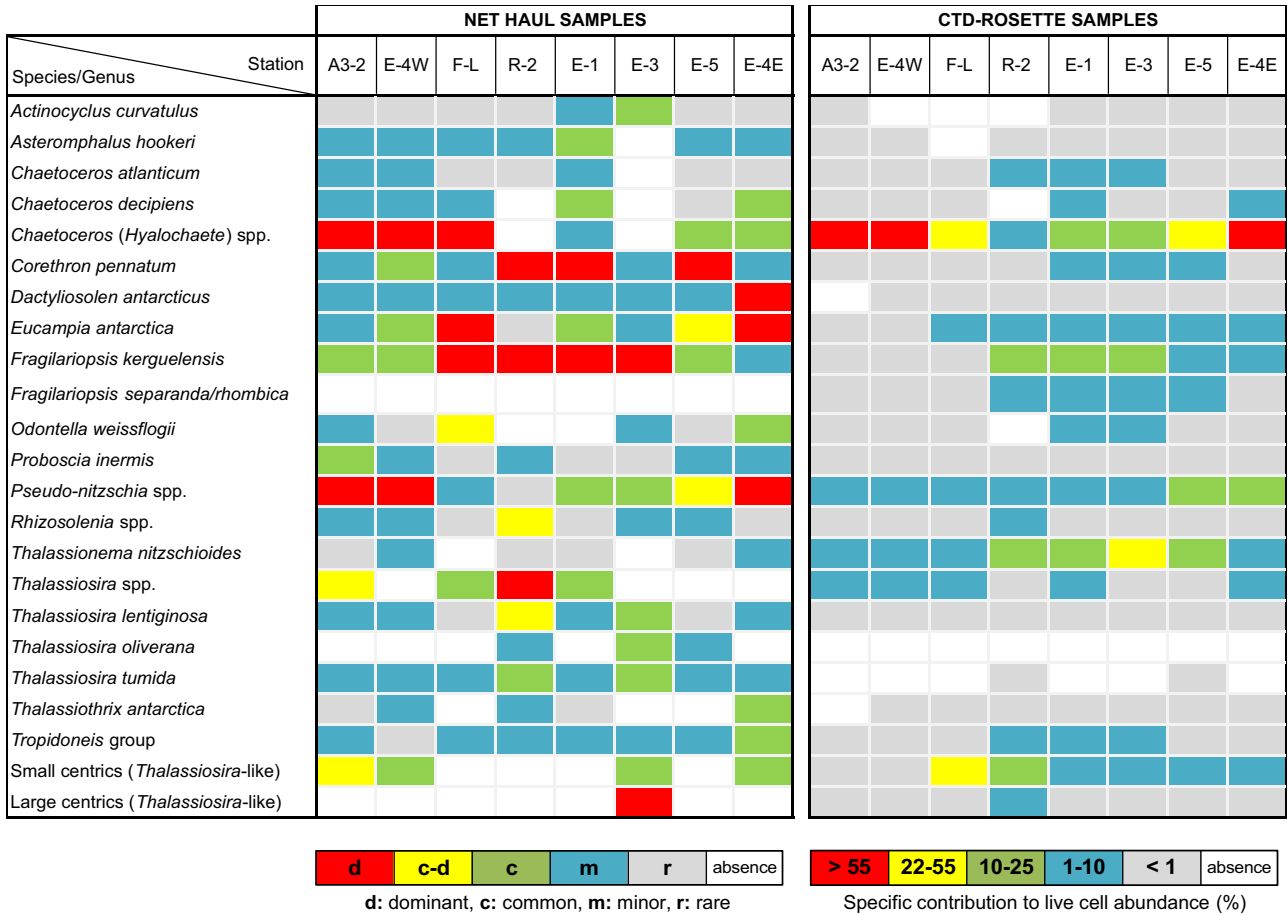 NET HAUL SAMPLES CTD-ROSETTE SAMPLES
Station
Species/Genus
A3-2 E-4W F-L R-2 E-1 E-3 E-5 E-4E A3-2 E-4W F-L R-2 E-1 E-3 E-5 E-4E
Actinocyclus curvatulus
Asteromphalus hookeri
Chaetoceros atlanticum
Chaetoceros decipiens
Chaetoceros (Hyalochaete) spp.
Corethron pennatum
Dactyliosolen antarcticus
Eucampia antarctica
Fragilariopsis kerguelensis
Fragilariopsis separanda/rhombica
Odontella weissflogii
Proboscia inermis
Pseudo-nitzschia spp.
Rhizosolenia spp.
Thalassionema nitzschioides
Thalassiosira spp.
Thalassiosira lentiginosa
Thalassiosira oliverana
Thalassiosira tumida
Thalassiothrix antarctica
Tropidoneis group
Small centrics (Thalassiosira-like)
Large centrics (Thalassiosira-like)
d c-d c m r absence > 55 22-55 10-25 1-10 < 1 absence
d: dominant, c: common, m: minor, r: rare Specific contribution to live cell abundance (%)